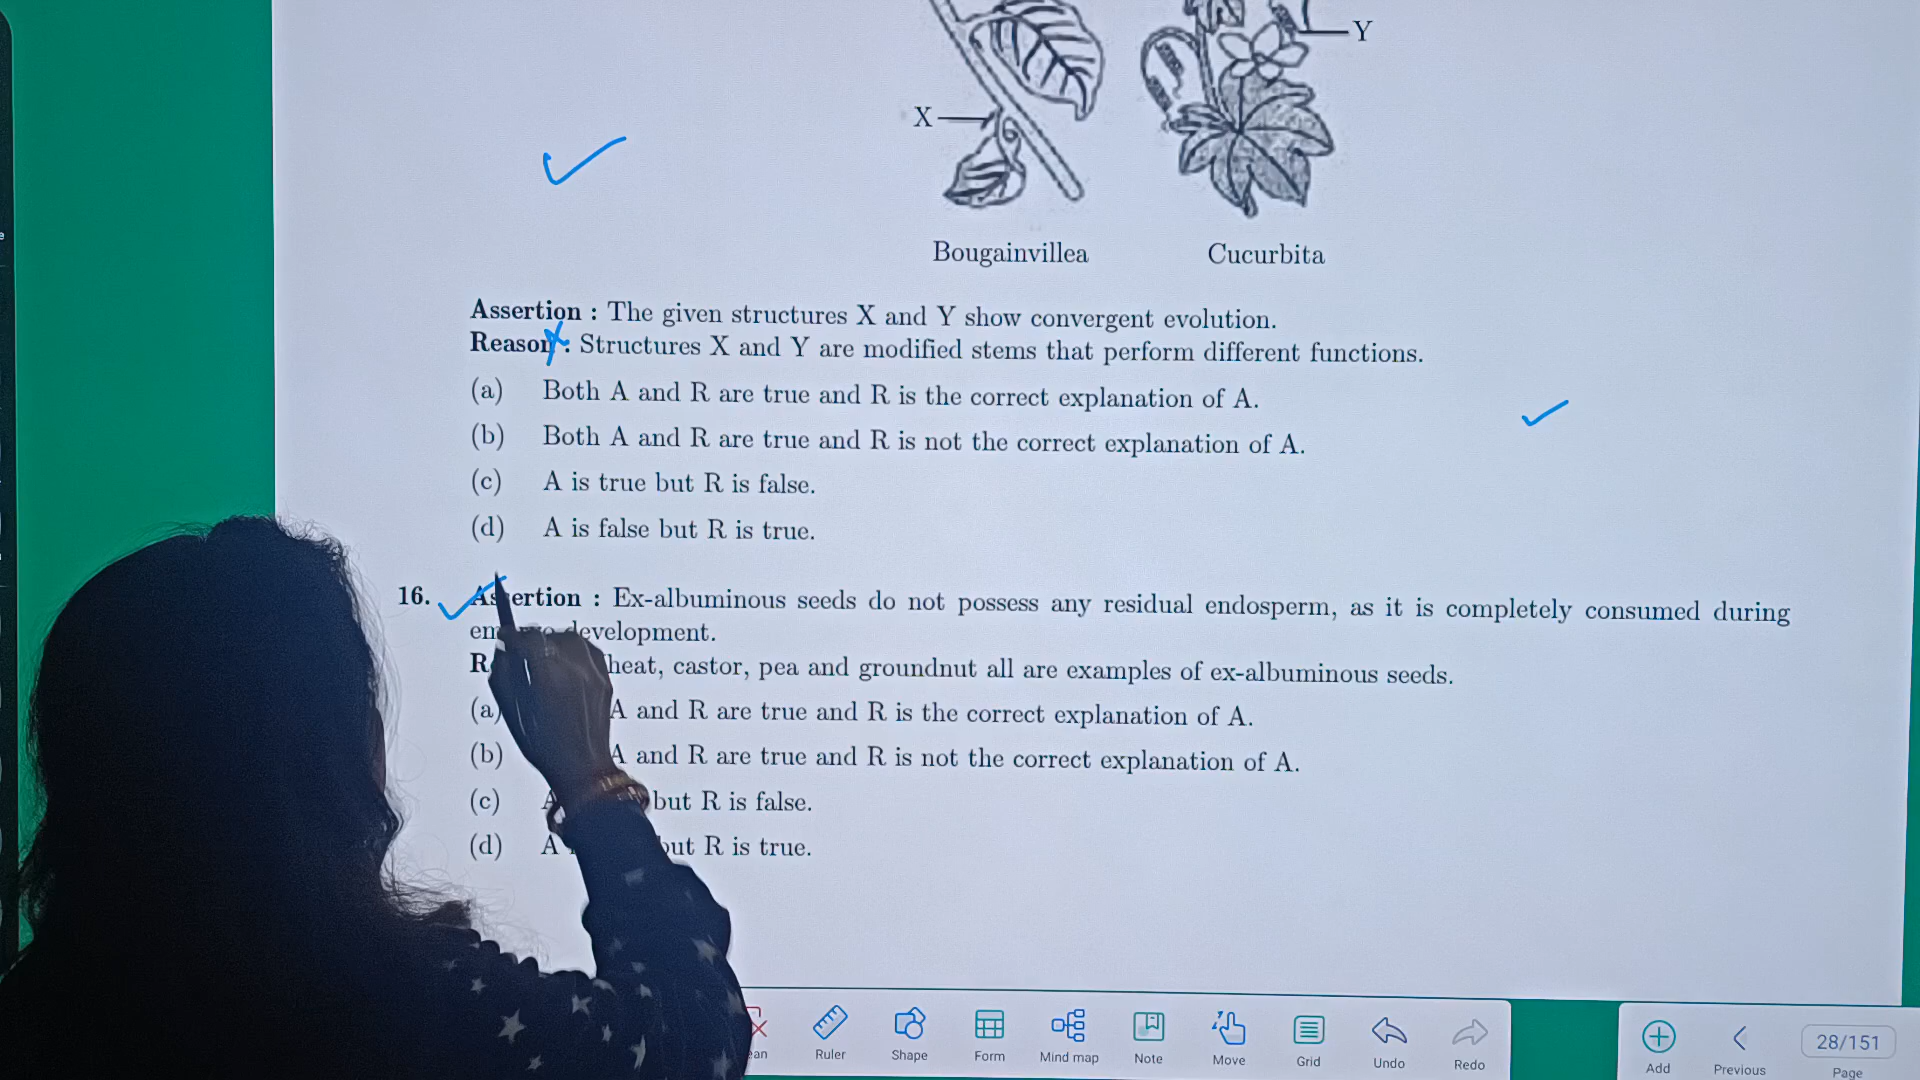 Y
X
Bougainvillea Cucurbita
Assertion : The given structures X and Y show convergent evolution.
Reason : Structures X and Y are modified stems that perform different functions.
(a) Both A and R are true and R is the correct explanation of A.
(b) Both A and R are true and R is not the correct explanation of A.
(c) A is true but R is false.
(d) A is false but R is true.
16. Assertion : Ex-albuminous seeds do not possess any residual endosperm, as it is completely consumed during
development.
castor, pea and groundnut all are examples of ex-albuminous seeds.
(a) A and R are true and R is the correct explanation of A.
(b) A and R are true and R is not the correct explanation of A.
(c) A but R is false.
(d) A but R is true.
Ruler Shape Form Mind map Note Move Grid Undo Redo Add Previous 28/151 Page